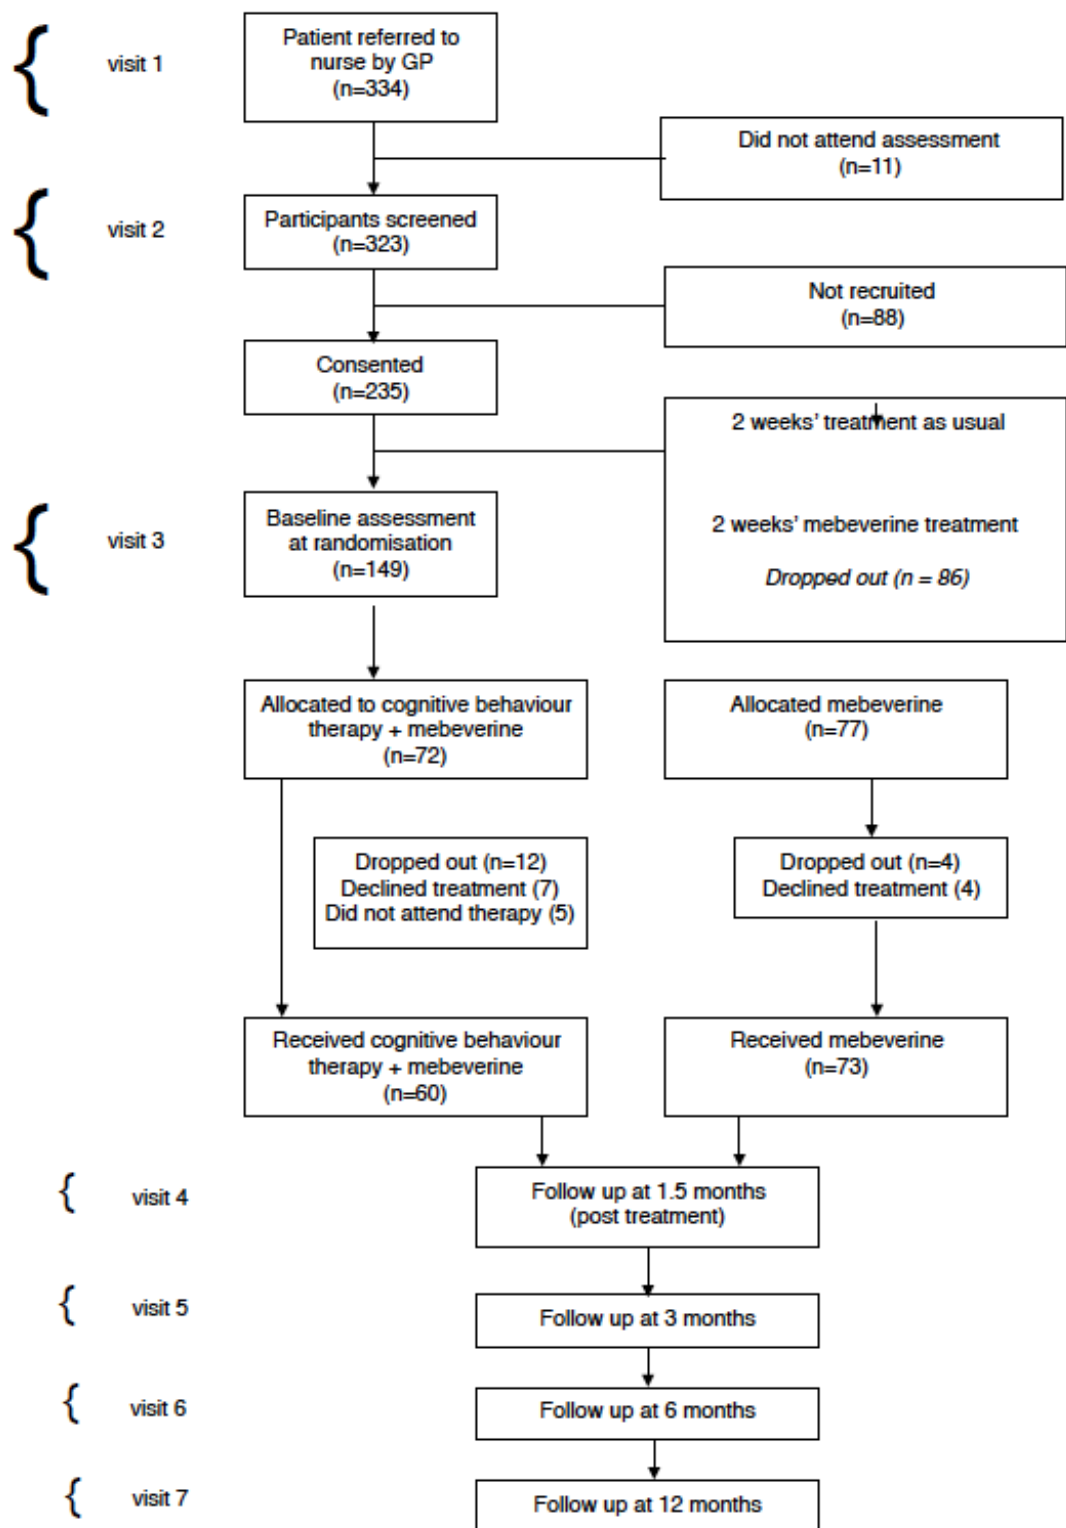 visit 1
Patient referred to
nurse by GP
(n=334)
Did not attend assessment
(n=11)
visit 2
Participants screened
(n=323)
Not recruited
(n=88)
Consented
(n=235)
2 weeks’ treatment as usual
2 weeks’ mebeverine treatment
Dropped out (n = 86)
visit 3
Baseline assessment
at randomisation
(n=149)
Allocated to cognitive behaviour
therapy + mebeverine
(n=72)
Allocated mebeverine
(n=77)
Dropped out (n=12)
Declined treatment (7)
Did not attend therapy (5)
Dropped out (n=4)
Declined treatment (4)
Received cognitive behaviour
therapy + mebeverine
(n=60)
Received mebeverine
(n=73)
visit 4
Follow up at 1.5 months
(post treatment)
visit 5
Follow up at 3 months
visit 6
Follow up at 6 months
visit 7
Follow up at 12 months